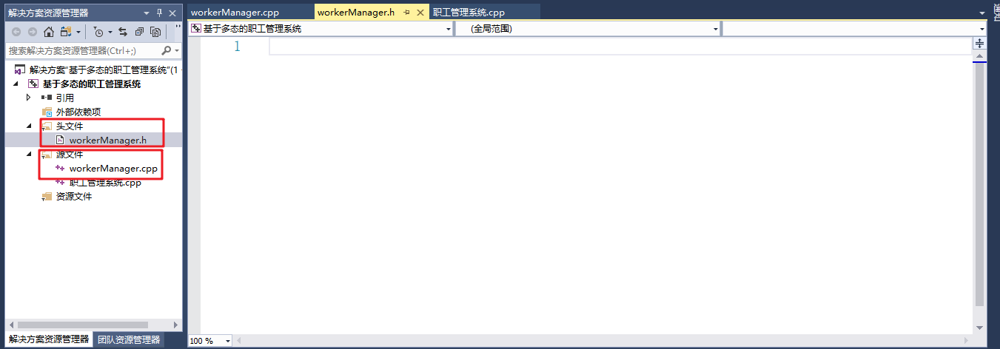 解决方案资源管理器
搜索解决方案资源管理器(Ctrl+;)
解决方案"基于多态的职工管理系统"(1
基于多态的职工管理系统
引用
外部依赖项
头文件
workerManager.h
源文件
workerManager.cpp
职工管理系统.cpp
资源文件
解决方案资源管理器 团队资源管理器
workerManager.cpp workerManager.h 职工管理系统.cpp
基于多态的职工管理系统 (全局范围)
1
100 %